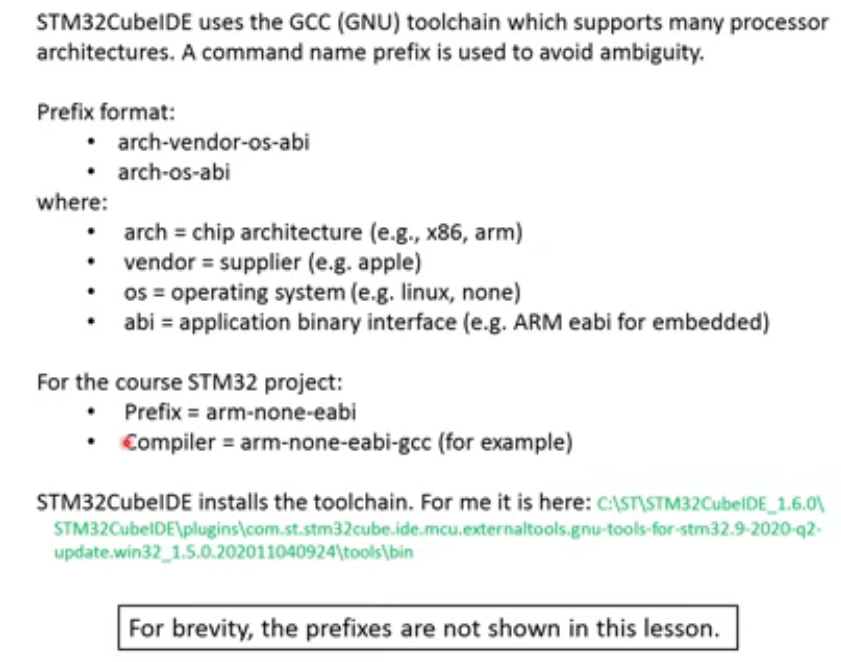 STM32CubeIDE uses the GCC (GNU) toolchain which supports many processor
architectures. A command name prefix is used to avoid ambiguity.
Prefix format:
• arch-vendor-os-abi
• arch-os-abi
where:
• arch = chip architecture (e.g., x86, arm)
• vendor = supplier (e.g. apple)
• os = operating system (e.g. linux, none)
• abi = application binary interface (e.g. ARM eabi for embedded)
For the course STM32 project:
• Prefix = arm-none-eabi
• Compiler = arm-none-eabi-gcc (for example)
STM32CubeIDE installs the toolchain. For me it is here: C:\ST\STM32CubeIDE_1.6.0\
STM32CubeIDE\plugins\com.st.stm32cube.ide.mcu.externaltools.gnu-tools-for-stm32.9-2020-q2-
update.win32_1.5.0.202011040924\tools\bin
For brevity, the prefixes are not shown in this lesson.